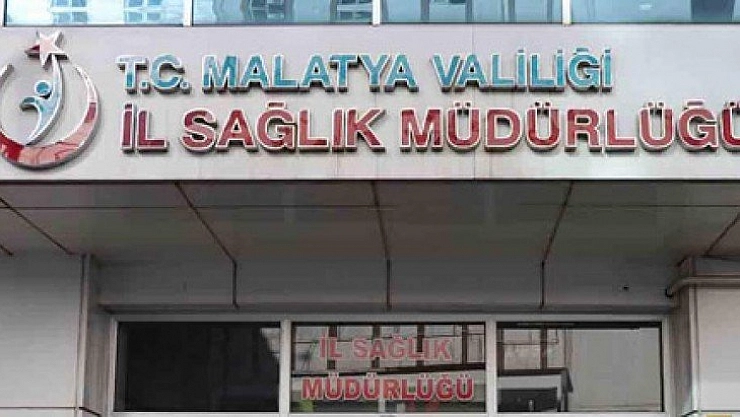 T.C. MALATYA VALİLİĞİ
İL SAĞLIK MÜDÜRLÜĞÜ
İL SAĞLIK
MÜDÜRLÜĞÜ